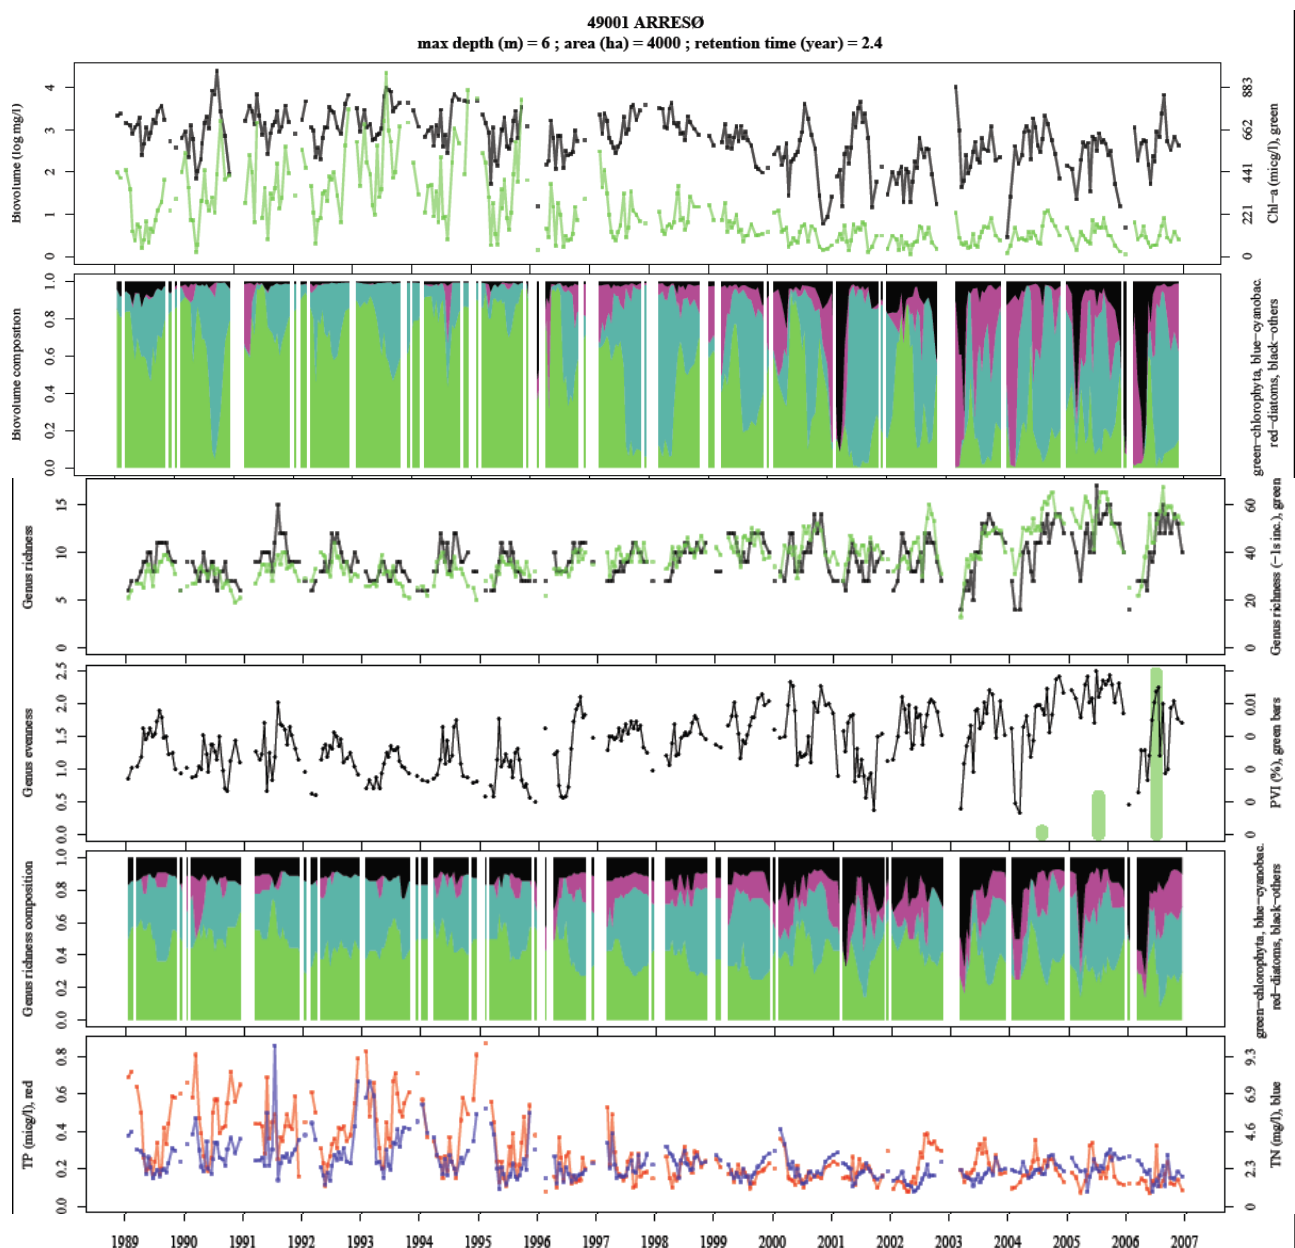 49001 ARRESØ
max depth (m) = 6 ; area (ha) = 4000 ; retention time (year) = 2.4
Biovolume (log mg/l)
0 1 2 3 4
0 221 441 662 883
Chl−a (micg/l), green
Biovolume composition
0.0 0.2 0.4 0.6 0.8 1.0
green−chlorophyta, blue−cyanobac.
red−diatoms, black−others
Genus richness
0 5 10 15
0 20 40 60
Genus richness (− 1s inc.), green
Genus evenness
0.0 0.5 1.0 1.5 2.0 2.5
0 0 0 0 0.01
PVI (%), green bars
Genus richness composition
0.0 0.2 0.4 0.6 0.8 1.0
green−chlorophyta, blue−cyanobac.
red−diatoms, black−others
TP (micg/l), red
0.0 0.2 0.4 0.6 0.8
0 2.3 4.6 6.9 9.3
TN (mg/l), blue
1989 1990 1991 1992 1993 1994 1995 1996 1997 1998 1999 2000 2001 2002 2003 2004 2005 2006 2007